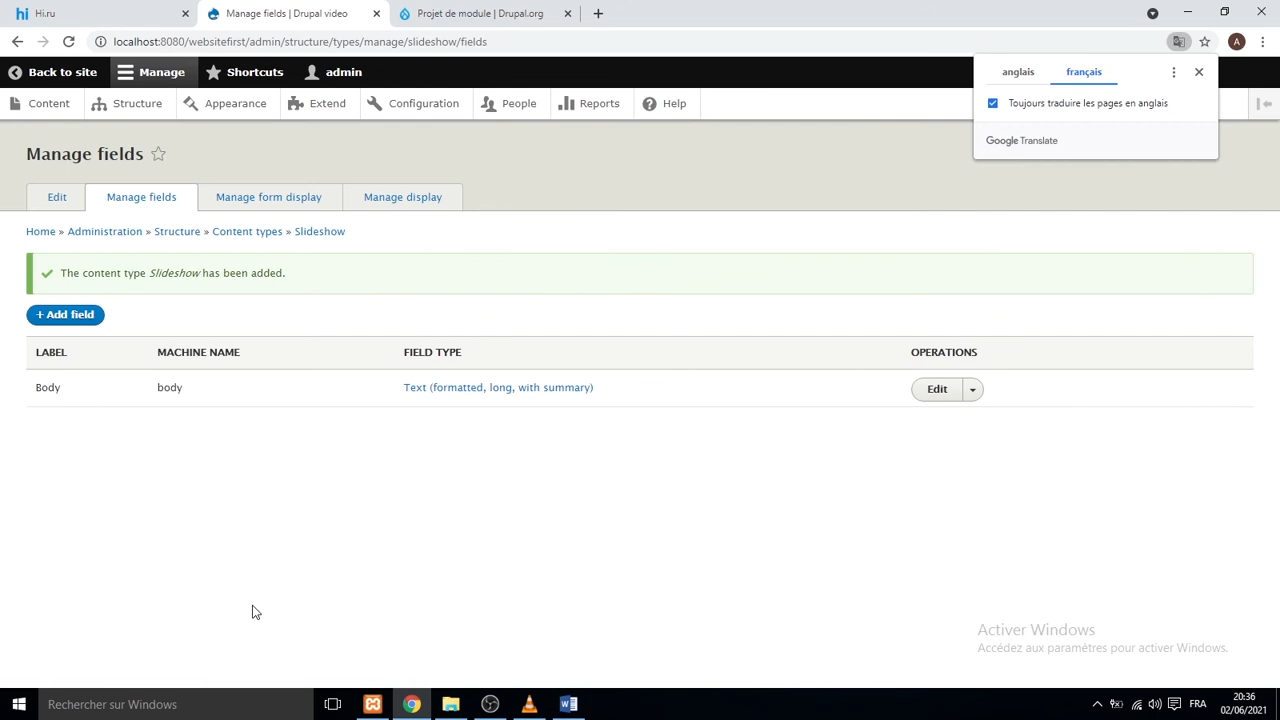 hi Hi.ru
Manage fields | Drupal video
Projet de module | Drupal.org
localhost:8080/websitefirst/admin/structure/types/manage/slideshow/fields
A
Back to site
Manage
Shortcuts
admin
anglais
français
Toujours traduire les pages en anglais
Google Translate
Content
Structure
Appearance
Extend
Configuration
People
Reports
Help
Manage fields
Edit
Manage fields
Manage form display
Manage display
Home » Administration » Structure » Content types » Slideshow
The content type Slideshow has been added.
+ Add field
LABEL MACHINE NAME FIELD TYPE OPERATIONS
Body body Text (formatted, long, with summary) Edit
Activer Windows
Accédez aux paramètres pour activer Windows.
Rechercher sur Windows
FRA
20:36
02/06/2021